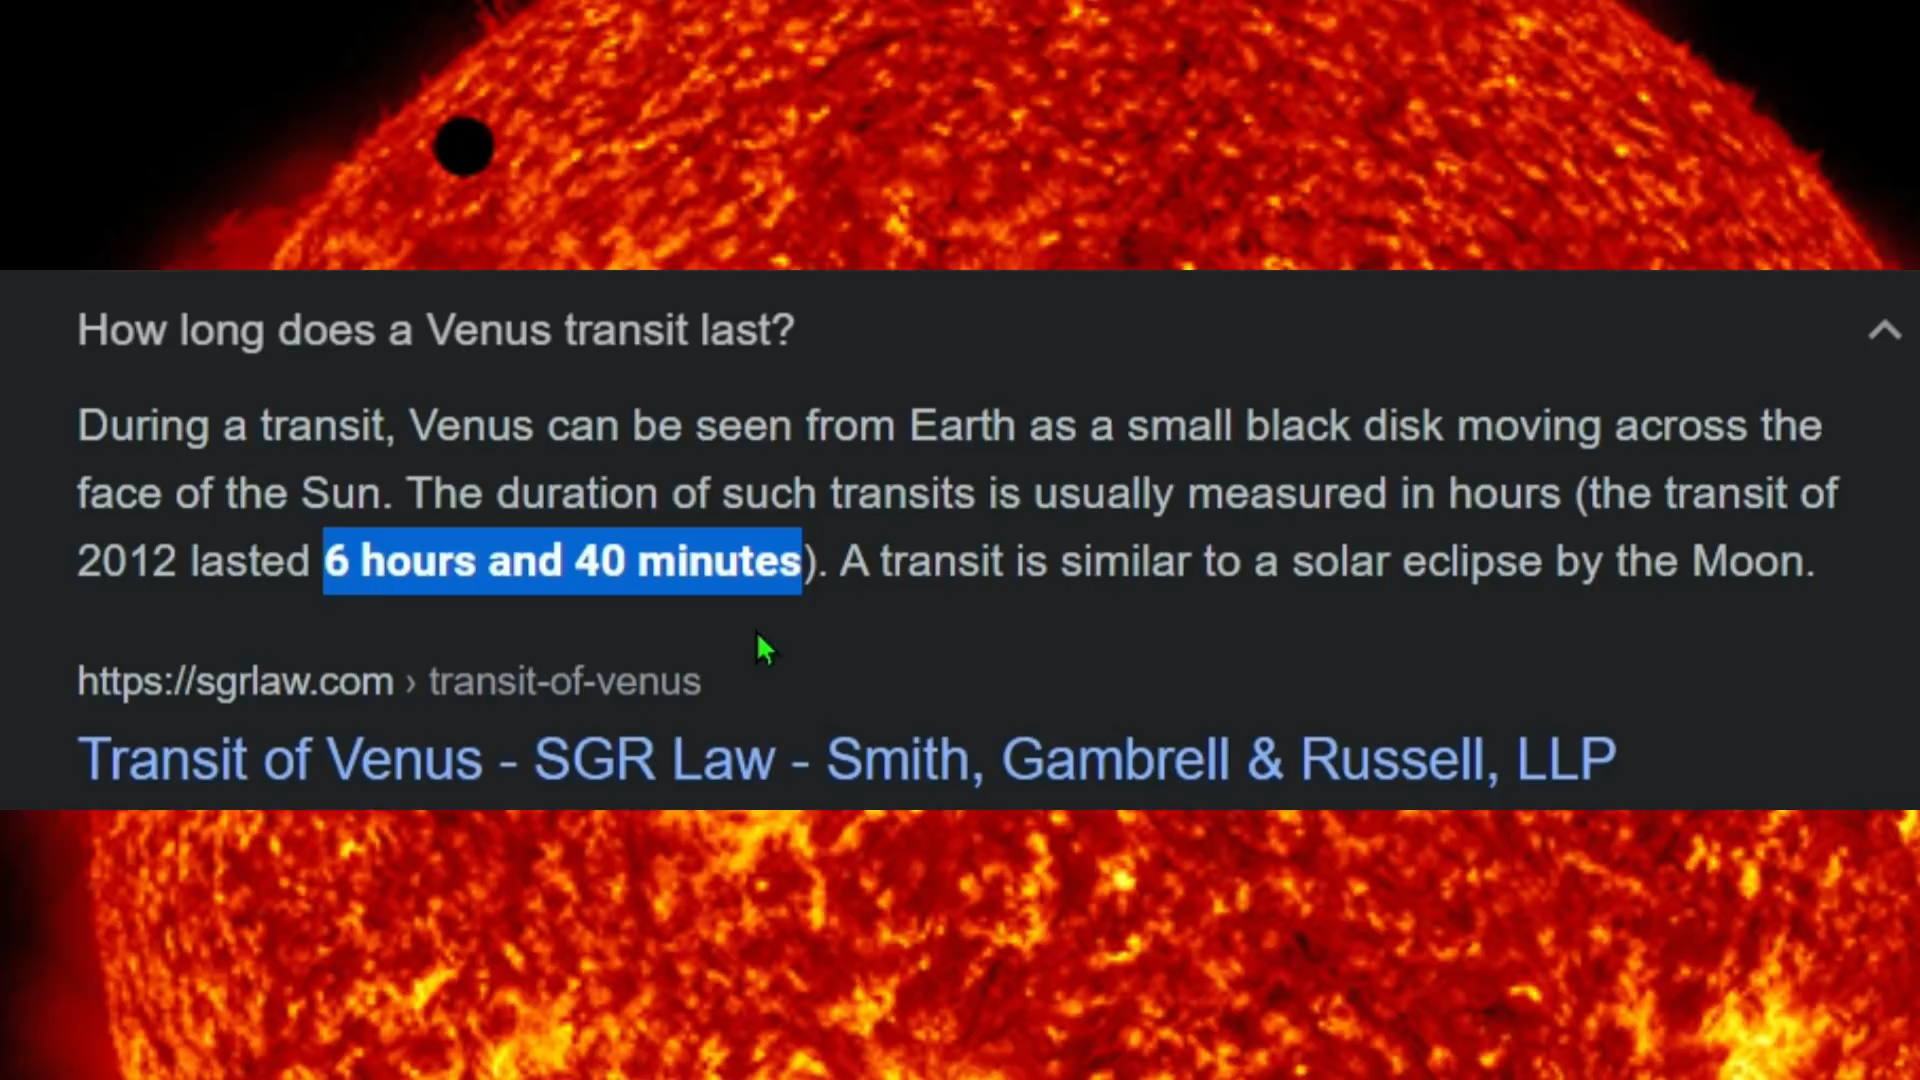 How long does a Venus transit last?
During a transit, Venus can be seen from Earth as a small black disk moving across the
face of the Sun. The duration of such transits is usually measured in hours (the transit of
2012 lasted 6 hours and 40 minutes). A transit is similar to a solar eclipse by the Moon.
https://sgrlaw.com › transit-of-venus
Transit of Venus - SGR Law - Smith, Gambrell & Russell, LLP